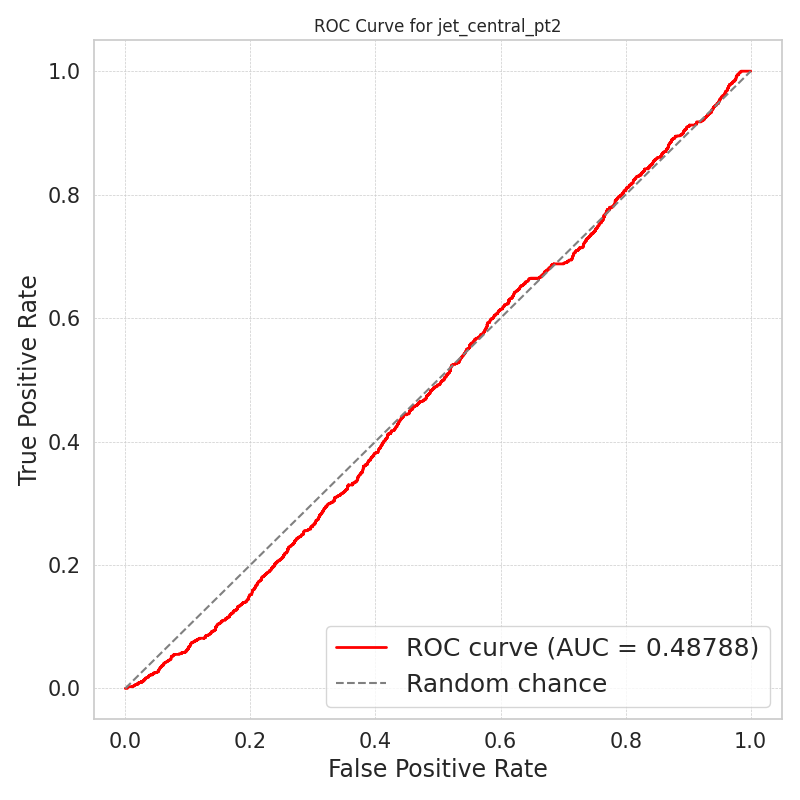 ROC Curve for jet_central_pt2
1.0
0.8
0.6
0.4
0.2
0.0
True Positive Rate
ROC curve (AUC = 0.48788)
Random chance
0.0 0.2 0.4 0.6 0.8 1.0
False Positive Rate